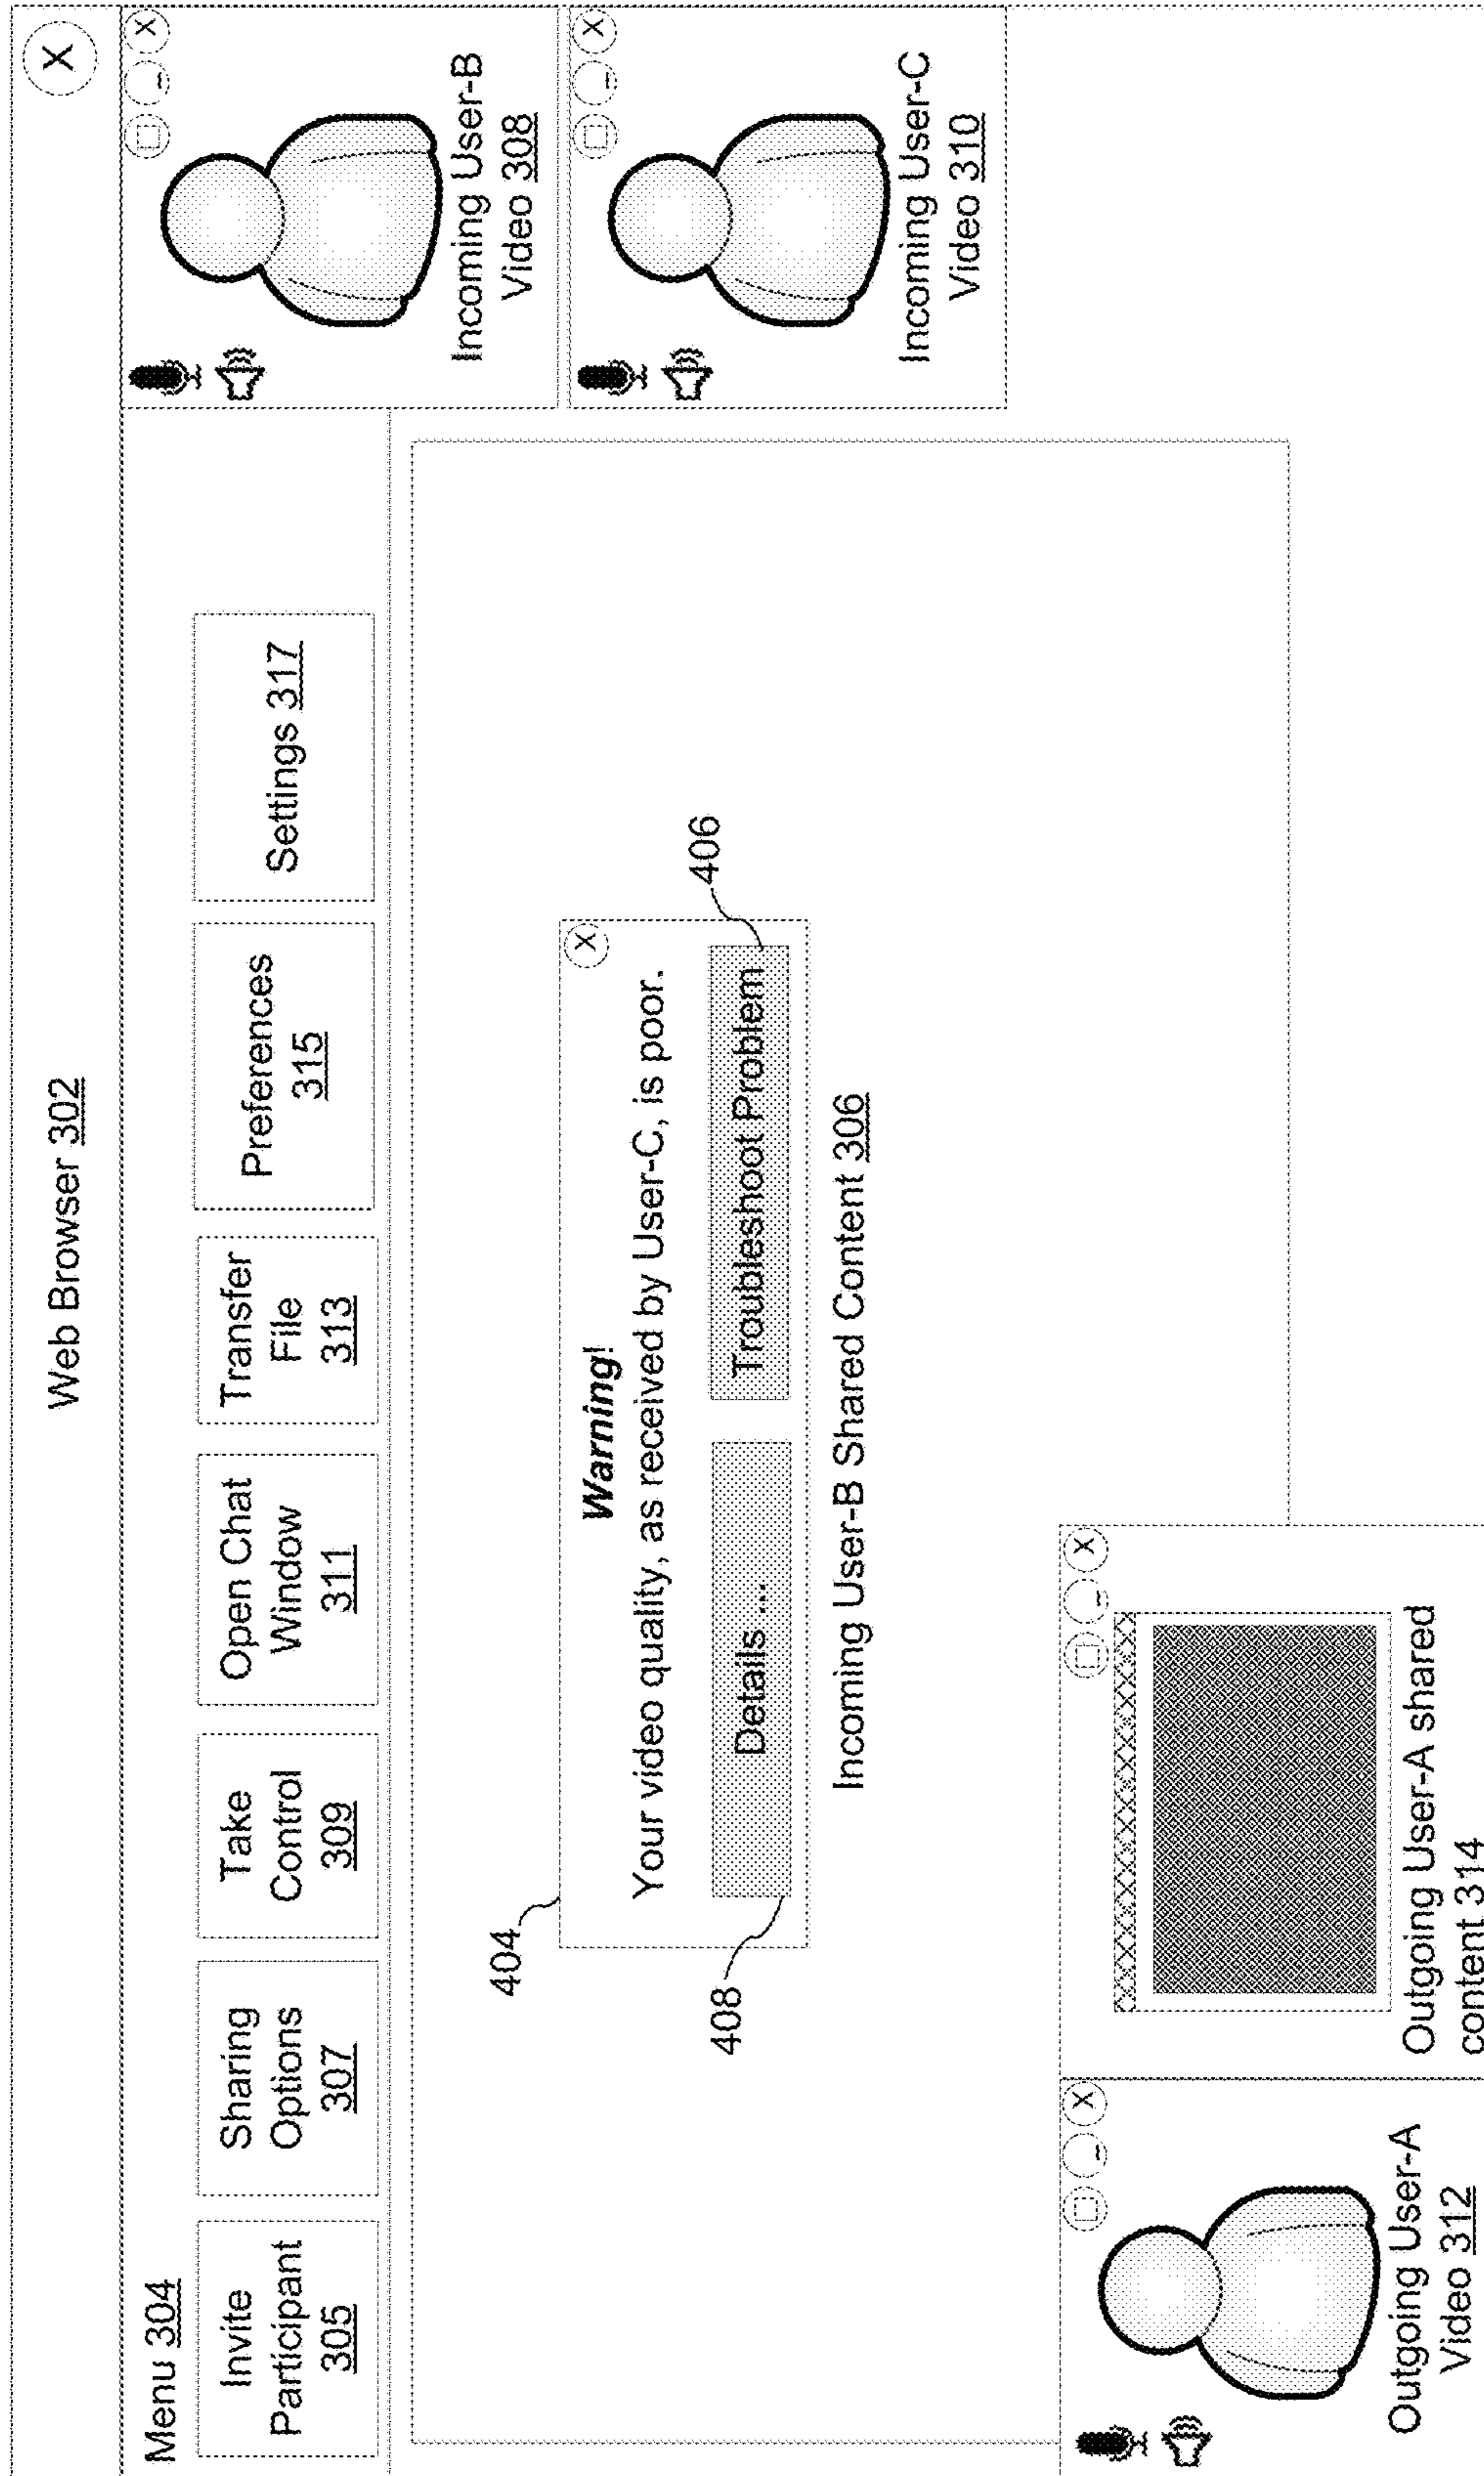 Web Browser 302
X
Menu 304
Invite
Participant
305
Sharing
Options
307
Take
Control
309
Open Chat
Window
311
Transfer
File
313
Preferences
315
Settings 317
X
Incoming User-B
Video 308
X
Incoming User-C
Video 310
404
X
Warning!
Your video quality, as received by User-C, is poor.
Details ...
Troubleshoot Problem
408
406
Incoming User-B Shared Content 306
X
Outgoing User-A
Video 312
X
Outgoing User-A shared
content 314